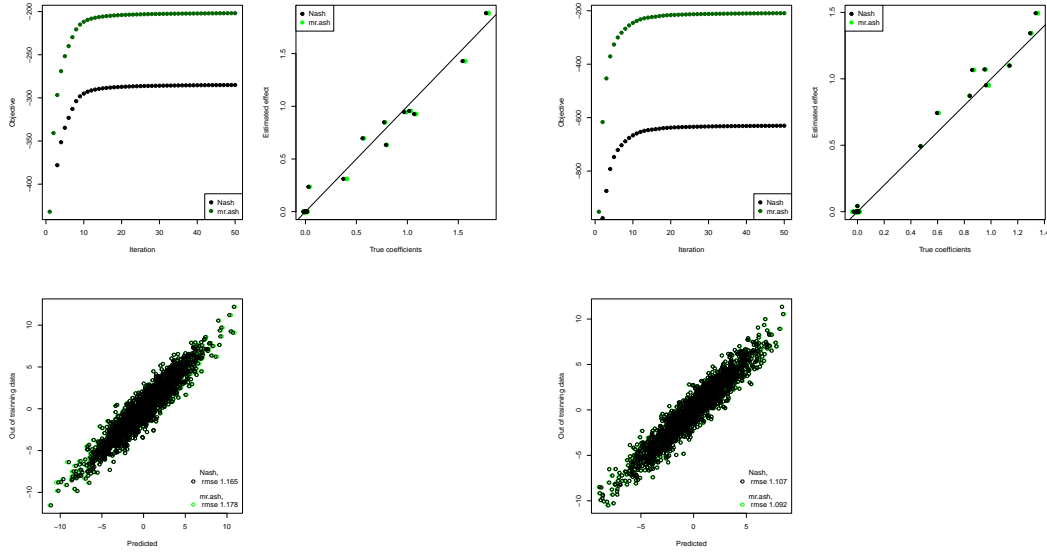 Objective
-400 -300 -200
0 10 20 30 40 50
Iteration
Nash
mr.ash
Estimated effect
0.0 0.5 1.0 1.5
0.0 0.5 1.0 1.5
True coefficients
Nash
mr.ash
Objective
-800 -600 -400 -200
0 10 20 30 40 50
Iteration
Nash
mr.ash
Estimated effect
0.0 0.5 1.0 1.5
0.0 0.2 0.4 0.6 0.8 1.0 1.2 1.4
True coefficients
Nash
mr.ash
Out of trainning data
-10 -5 0 5 10
-10 -5 0 5 10
Predicted
Nash,
rmse 1.165
mr.ash,
rmse 1.178
Out of trainning data
-10 -5 0 5 10
-5 0 5
Predicted
Nash,
rmse 1.107
mr.ash,
rmse 1.092